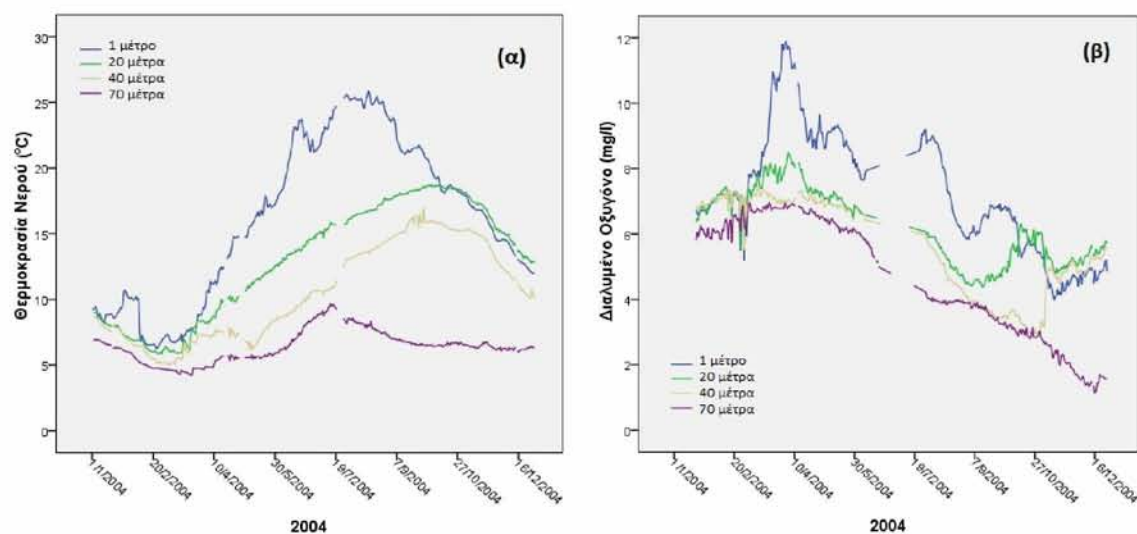 (α)
Θερμοκρασία Νερού (°C)
30
25
20
15
10
5
0
1 μέτρο
20 μέτρα
40 μέτρα
70 μέτρα
1/1/2004
20/2/2004
10/4/2004
30/5/2004
19/7/2004
7/9/2004
27/10/2004
16/12/2004
2004
(β)
Διαλυμένο Οξυγόνο (mg/l)
12
10
8
6
4
2
0
1 μέτρο
20 μέτρα
40 μέτρα
70 μέτρα
1/1/2004
20/2/2004
10/4/2004
30/5/2004
19/7/2004
7/9/2004
27/10/2004
16/12/2004
2004